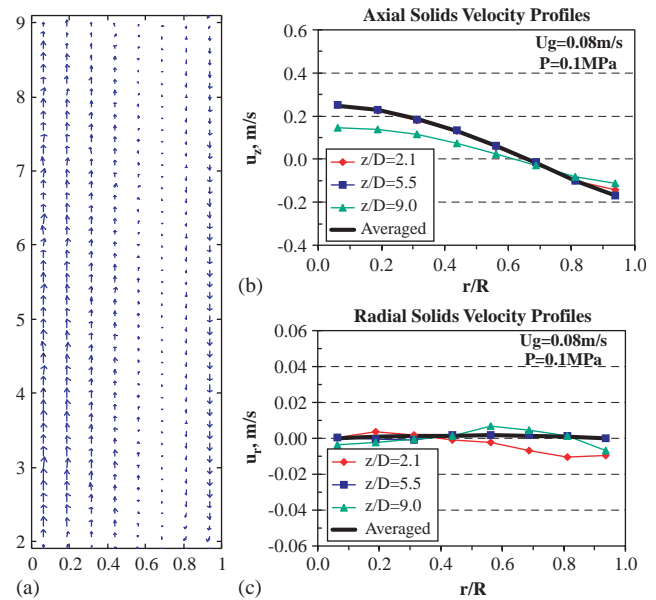 9
8
7
6
5
4
3
2
0 0.2 0.4 0.6 0.8 1
(a)
Axial Solids Velocity Profiles
Ug=0.08m/s
P=0.1MPa
0.6
0.4
0.2
0.0
-0.2
-0.4
u_z, m/s
z/D=2.1
z/D=5.5
z/D=9.0
Averaged
0.0 0.2 0.4 0.6 0.8 1.0
r/R
(b)
Radial Solids Velocity Profiles
Ug=0.08m/s
P=0.1MPa
0.06
0.04
0.02
0.00
-0.02
-0.04
-0.06
u_r, m/s
z/D=2.1
z/D=5.5
z/D=9.0
Averaged
0.0 0.2 0.4 0.6 0.8 1.0
r/R
(c)